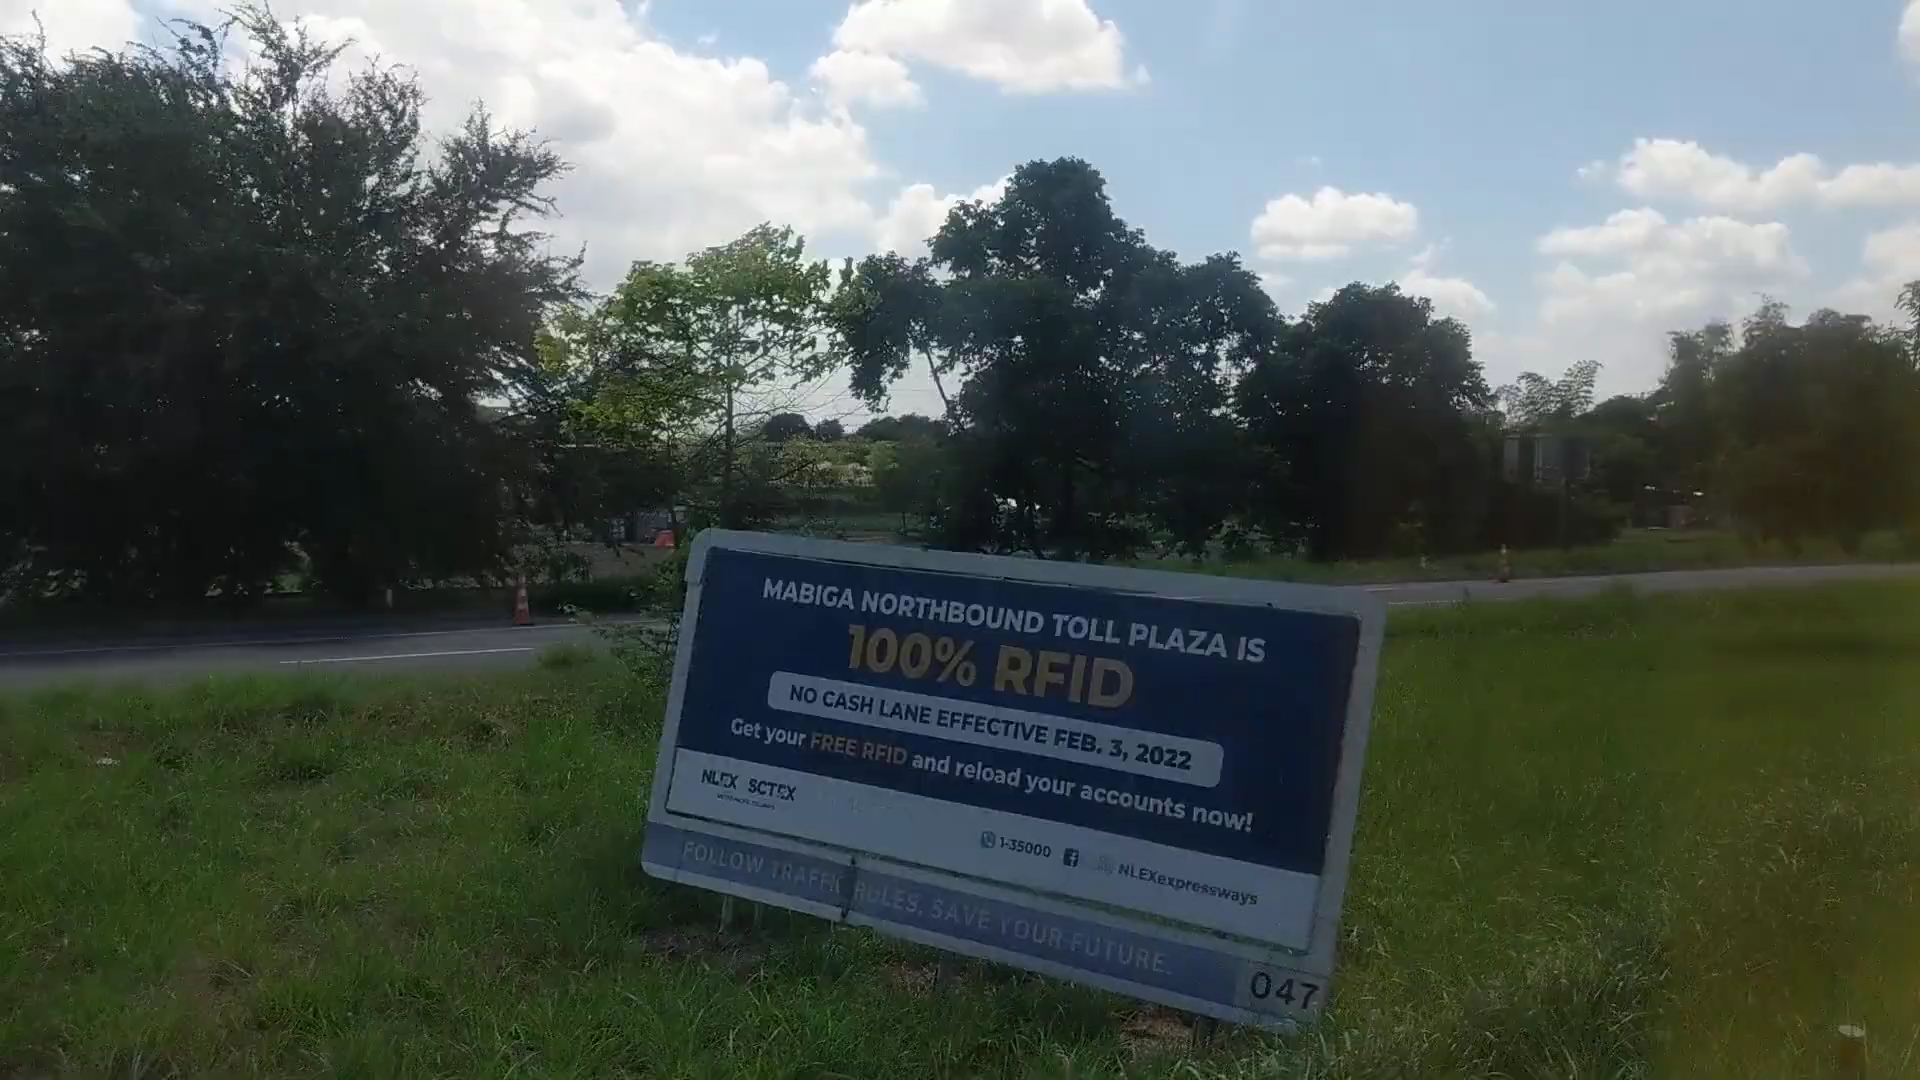 MABIGA NORTHBOUND TOLL PLAZA IS
100% RFID
NO CASH LANE EFFECTIVE FEB. 3, 2022
Get your FREE RFID and reload your accounts now!
NLEX SCTEX
1-35000 NLEXexpressways
FOLLOW TRAFFIC RULES, SAVE YOUR FUTURE.
047